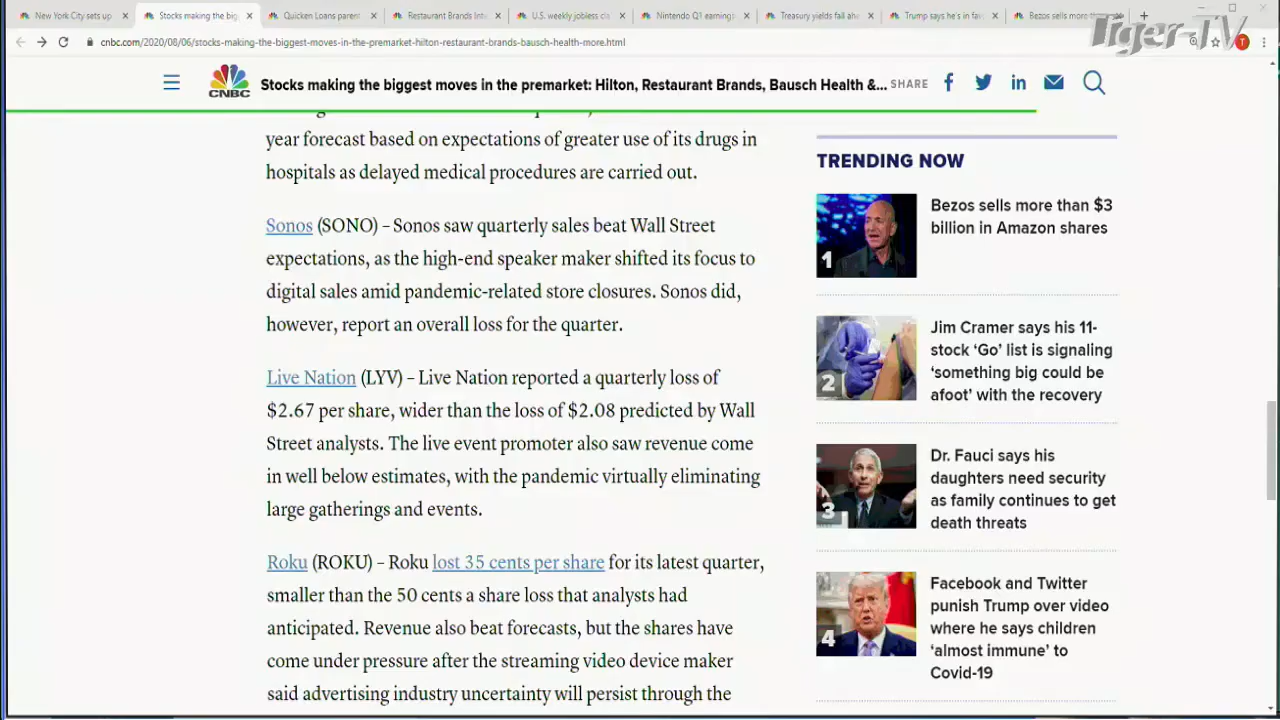 New York City sets up
Stocks making the big
Quicken Loans parent
Restaurant Brands Inte
U.S. weekly jobless cla
Nintendo Q1 earnings
Treasury yields fall ahe
Trump says he's in fav
Bezos sells more than
Tiger-TV
cnbc.com/2020/08/06/stocks-making-the-biggest-moves-in-the-premarket-hilton-restaurant-brands-bausch-health-more.html
T
CNBC
Stocks making the biggest moves in the premarket: Hilton, Restaurant Brands, Bausch Health &...
SHARE
year forecast based on expectations of greater use of its drugs in
hospitals as delayed medical procedures are carried out.
Sonos (SONO) – Sonos saw quarterly sales beat Wall Street
expectations, as the high-end speaker maker shifted its focus to
digital sales amid pandemic-related store closures. Sonos did,
however, report an overall loss for the quarter.
Live Nation (LYV) – Live Nation reported a quarterly loss of
$2.67 per share, wider than the loss of $2.08 predicted by Wall
Street analysts. The live event promoter also saw revenue come
in well below estimates, with the pandemic virtually eliminating
large gatherings and events.
Roku (ROKU) – Roku lost 35 cents per share for its latest quarter,
smaller than the 50 cents a share loss that analysts had
anticipated. Revenue also beat forecasts, but the shares have
come under pressure after the streaming video device maker
said advertising industry uncertainty will persist through the
TRENDING NOW
1
Bezos sells more than $3
billion in Amazon shares
2
Jim Cramer says his 11-
stock ‘Go’ list is signaling
‘something big could be
afoot’ with the recovery
3
Dr. Fauci says his
daughters need security
as family continues to get
death threats
4
Facebook and Twitter
punish Trump over video
where he says children
‘almost immune’ to
Covid-19